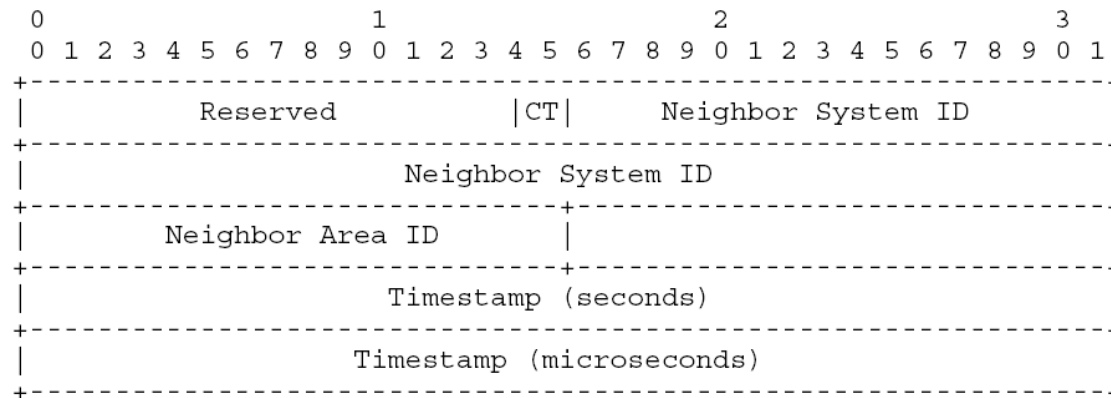 0                   1                   2                   3
0 1 2 3 4 5 6 7 8 9 0 1 2 3 4 5 6 7 8 9 0 1 2 3 4 5 6 7 8 9 0 1
+---------------------------------------------------------------
|          Reserved          |CT|     Neighbor System ID
+---------------------------------------------------------------
|                      Neighbor System ID
+-------------------------------+-------------------------------
|        Neighbor Area ID       |
+-------------------------------+-------------------------------
|                     Timestamp (seconds)
+---------------------------------------------------------------
|                   Timestamp (microseconds)
+---------------------------------------------------------------